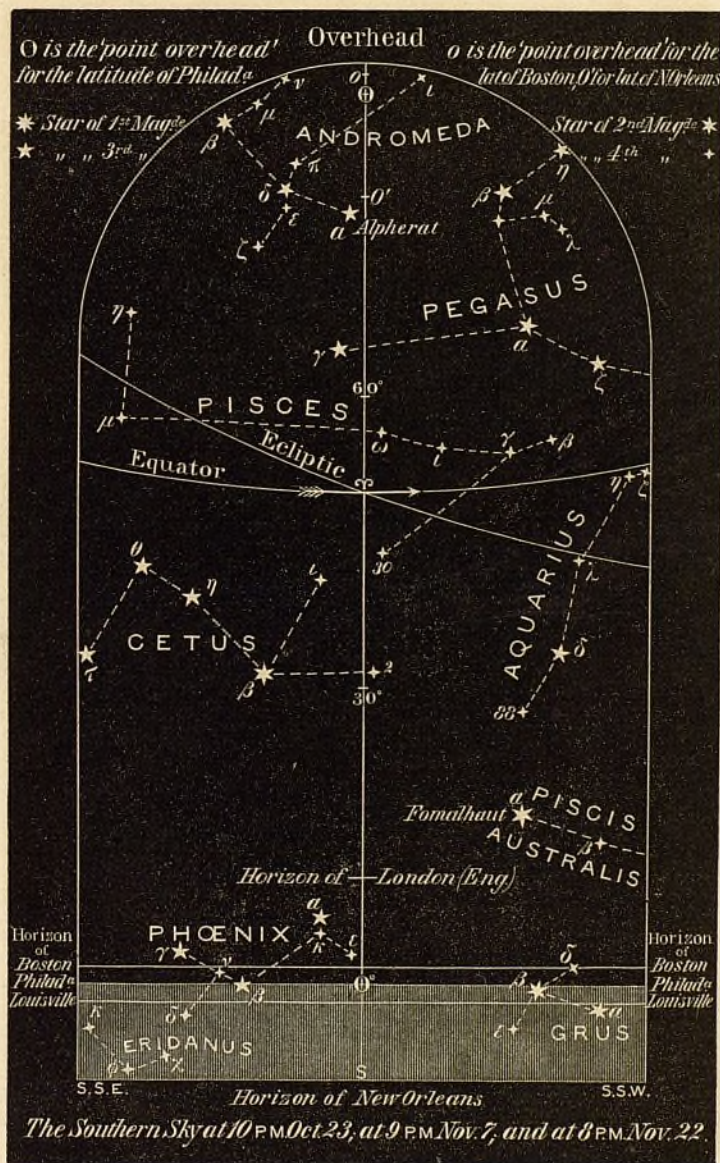 Overhead
O is the 'point overhead'
for the latitude of Philadª
o is the 'point overhead' for the
lat of Boston, O' for lat. of N Orleans
Star of 1st Magde
" " 3rd "
Star of 2nd Magde
" " 4th "
ν
o
O
ι
μ
β
ANDROMEDA
η
π
δ
β
O'
ε
α
Alpherat
μ
ζ
λ
PEGASUS
η
α
γ
ζ
60°
PISCES
μ
ω
ι
γ
β
Ecliptic
Equator
♈
η
ζ
θ
30
ι
λ
η
AQUARIUS
CETUS
τ
β
2
δ
30°
88
α
Fomalhaut
PISCIS
β
AUSTRALIS
Horizon of London (Eng)
α
PHŒNIX
κ
γ
ε
ν
β
δ
Horizon
of
Boston
Philadª
Louisville
0°
δ
β
α
ε
GRUS
Horizon
of
Boston
Philadª
Louisville
κ
ERIDANUS
φ
χ
S
S.S.E.
S.S.W.
Horizon of New Orleans
The Southern Sky at 10 P.M. Oct. 23, at 9 P.M. Nov. 7, and at 8 P.M. Nov. 22.